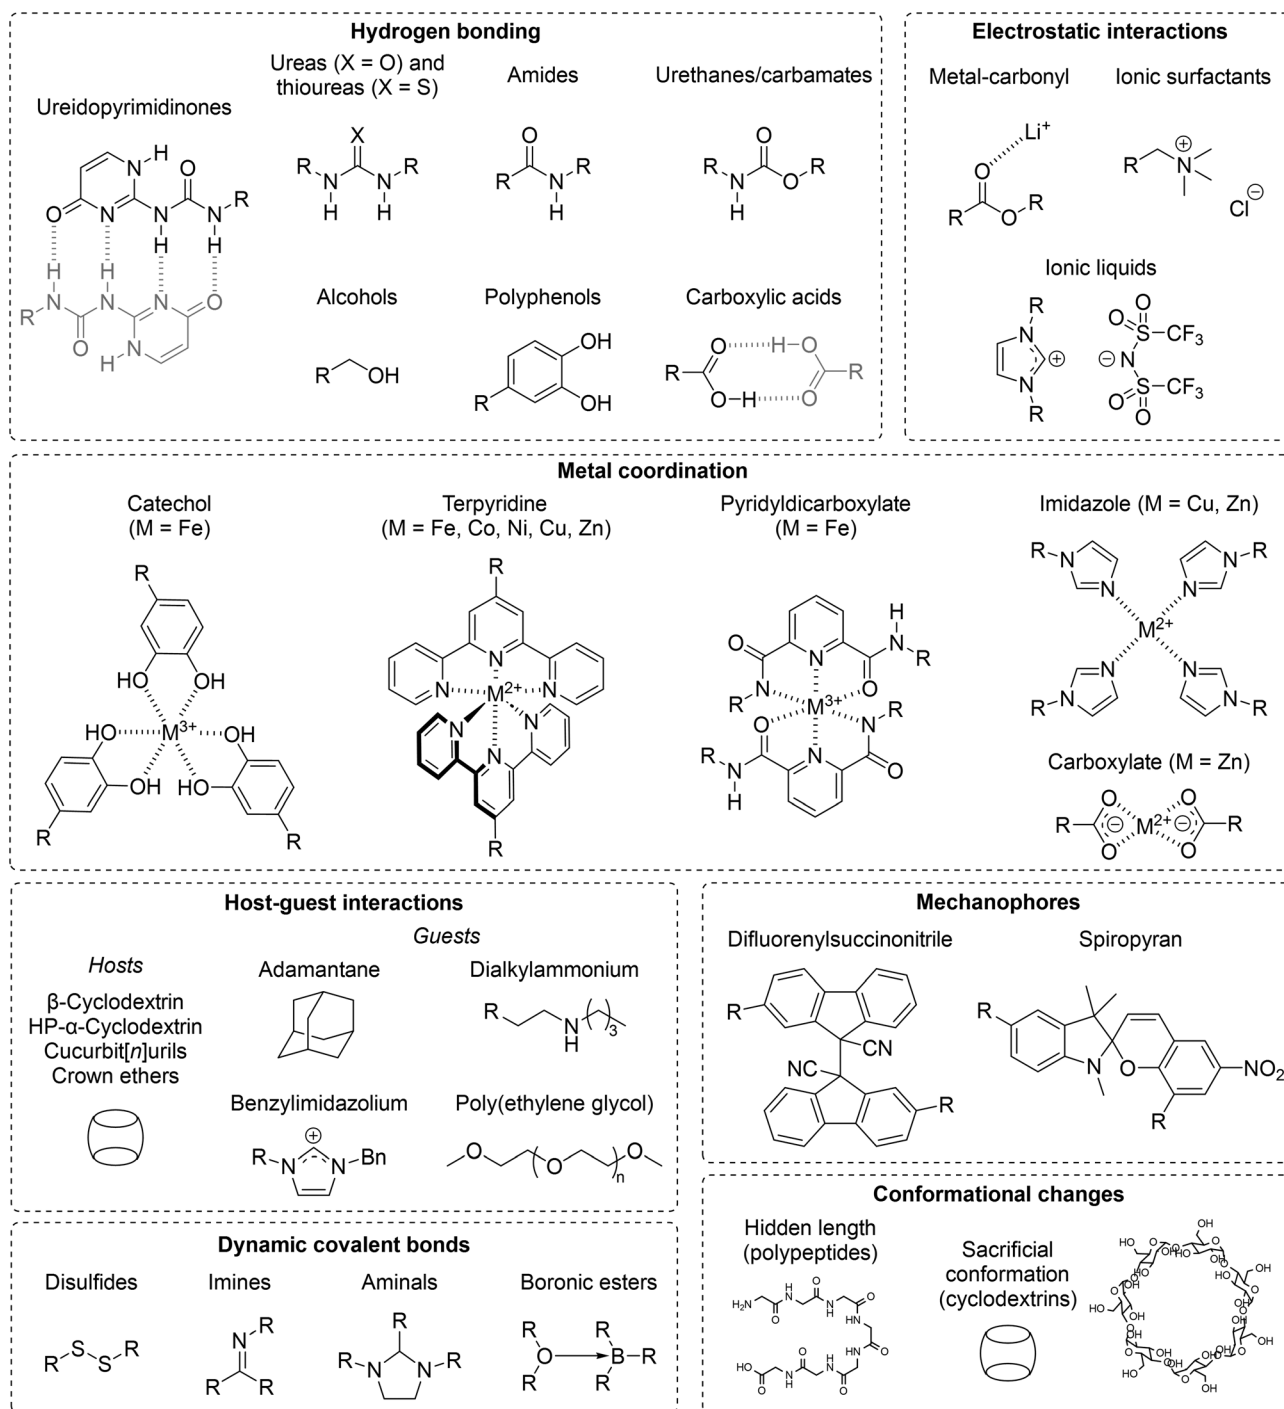 Hydrogen bonding
Ureidopyrimidinones
Ureas (X = O) and
thioureas (X = S)
Amides
Urethanes/carbamates
Alcohols
Polyphenols
Carboxylic acids
Electrostatic interactions
Metal-carbonyl
Ionic surfactants
Ionic liquids
Metal coordination
Catechol
(M = Fe)
Terpyridine
(M = Fe, Co, Ni, Cu, Zn)
Pyridyldicarboxylate
(M = Fe)
Imidazole (M = Cu, Zn)
Carboxylate (M = Zn)
Host-guest interactions
Hosts
β-Cyclodextrin
HP-α-Cyclodextrin
Cucurbit[n]urils
Crown ethers
Guests
Adamantane
Dialkylammonium
Benzylimidazolium
Poly(ethylene glycol)
Mechanophores
Difluorenylsuccinonitrile
Spiropyran
Dynamic covalent bonds
Disulfides
Imines
Aminals
Boronic esters
Conformational changes
Hidden length
(polypeptides)
Sacrificial
conformation
(cyclodextrins)